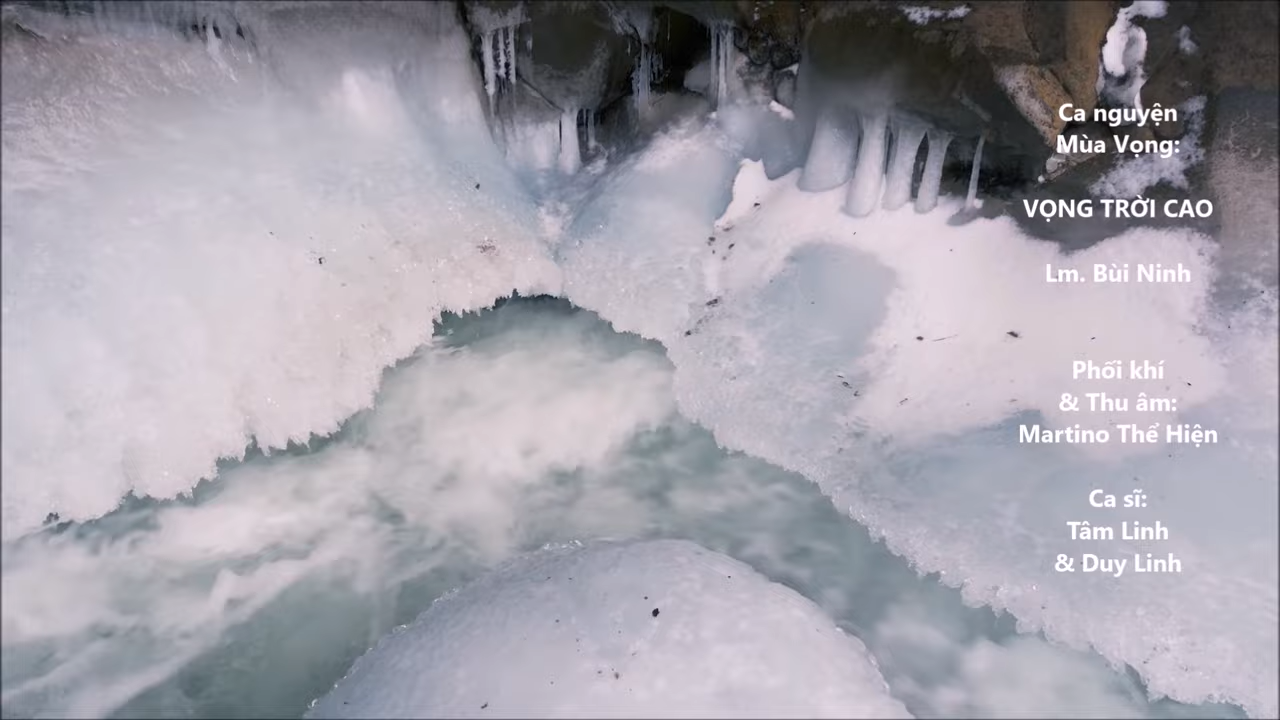 Ca nguyện
Mùa Vọng:
VỌNG TRỜI CAO
Lm. Bùi Ninh
Phối khí
& Thu âm:
Martino Thể Hiện
Ca sĩ:
Tâm Linh
& Duy Linh